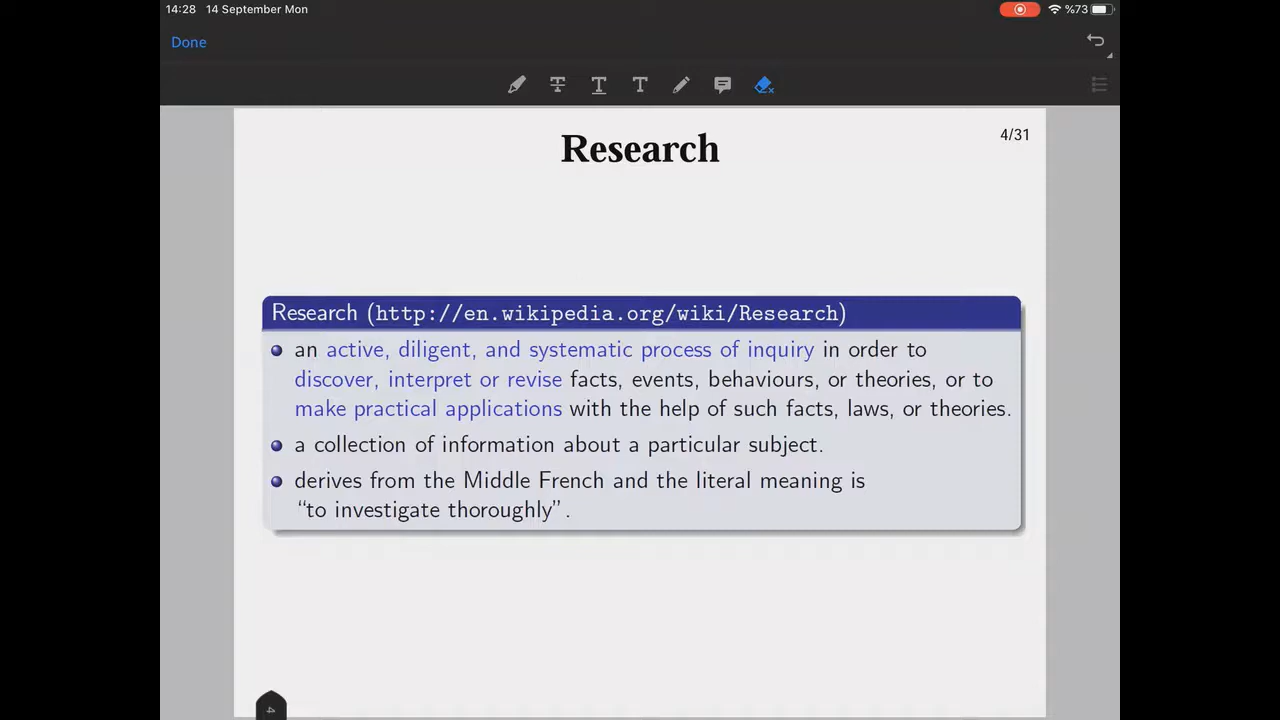 14:28 14 September Mon
%73
Done
Research
4/31
Research (http://en.wikipedia.org/wiki/Research)
an active, diligent, and systematic process of inquiry in order to
discover, interpret or revise facts, events, behaviours, or theories, or to
make practical applications with the help of such facts, laws, or theories.
a collection of information about a particular subject.
derives from the Middle French and the literal meaning is
“to investigate thoroughly”.
4